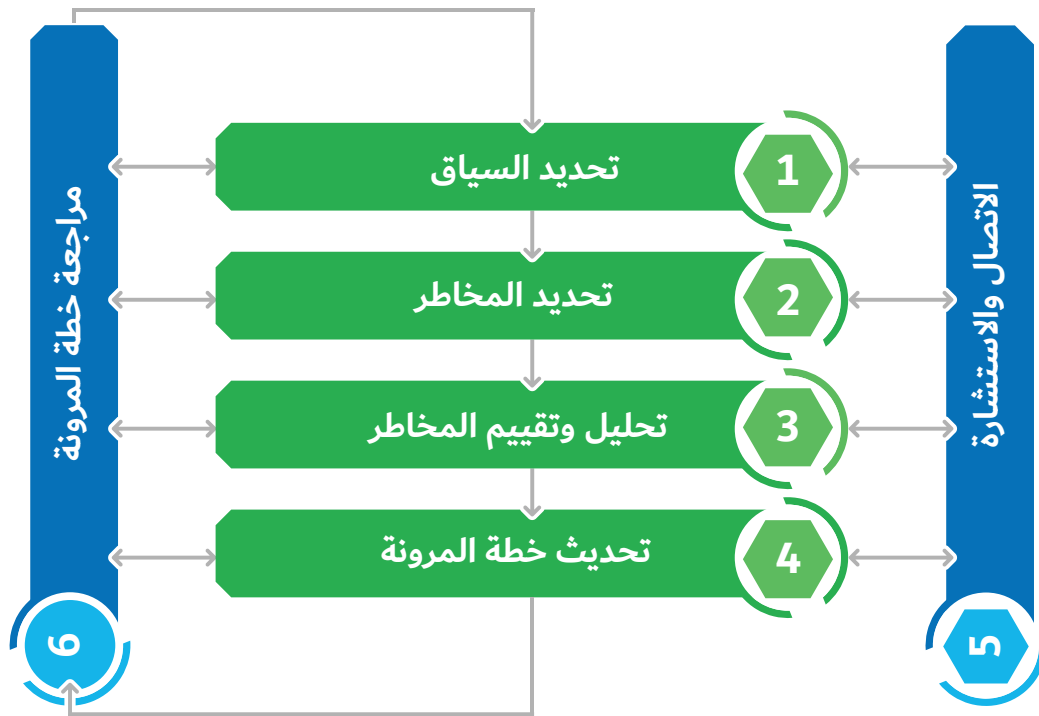 1
تحديد السياق
2
تحديد المخاطر
3
تحليل وتقييم المخاطر
4
تحديث خطة المرونة
5
الاتصال والاستشارة
6
مراجعة خطة المرونة